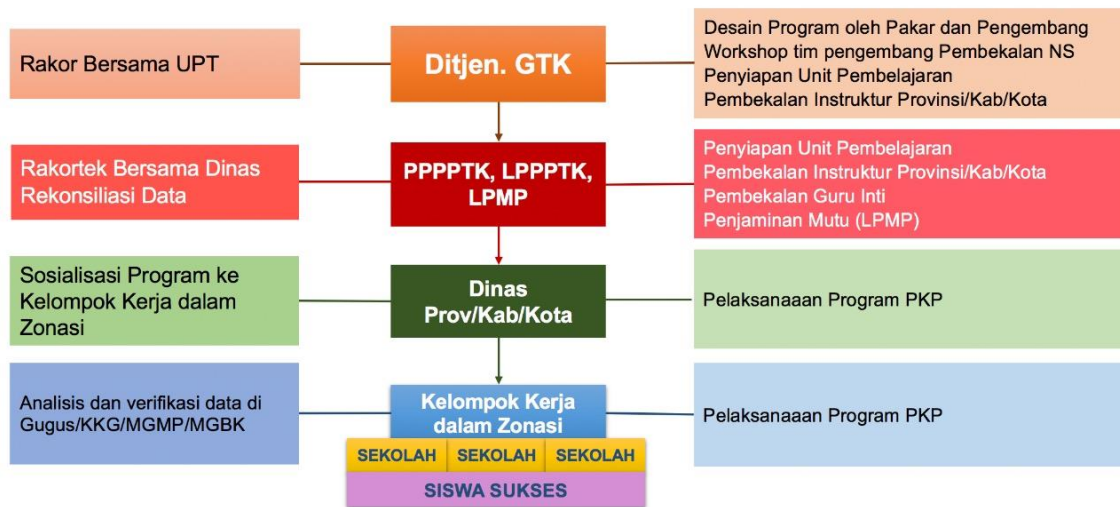 Rakor Bersama UPT
Ditjen. GTK
Desain Program oleh Pakar dan Pengembang
Workshop tim pengembang Pembekalan NS
Penyiapan Unit Pembelajaran
Pembekalan Instruktur Provinsi/Kab/Kota
Rakortek Bersama Dinas
Rekonsiliasi Data
PPPPTK, LPPPTK,
LPMP
Penyiapan Unit Pembelajaran
Pembekalan Instruktur Provinsi/Kab/Kota
Pembekalan Guru Inti
Penjaminan Mutu (LPMP)
Sosialisasi Program ke
Kelompok Kerja dalam
Zonasi
Dinas
Prov/Kab/Kota
Pelaksanaaan Program PKP
Analisis dan verifikasi data di
Gugus/KKG/MGMP/MGBK
Kelompok Kerja
dalam Zonasi
Pelaksanaaan Program PKP
SEKOLAH SEKOLAH SEKOLAH
SISWA SUKSES